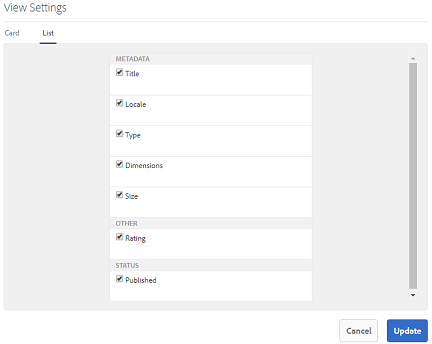 View Settings
Card List
METADATA
Title
Locale
Type
Dimensions
Size
OTHER
Rating
STATUS
Published
Cancel Update